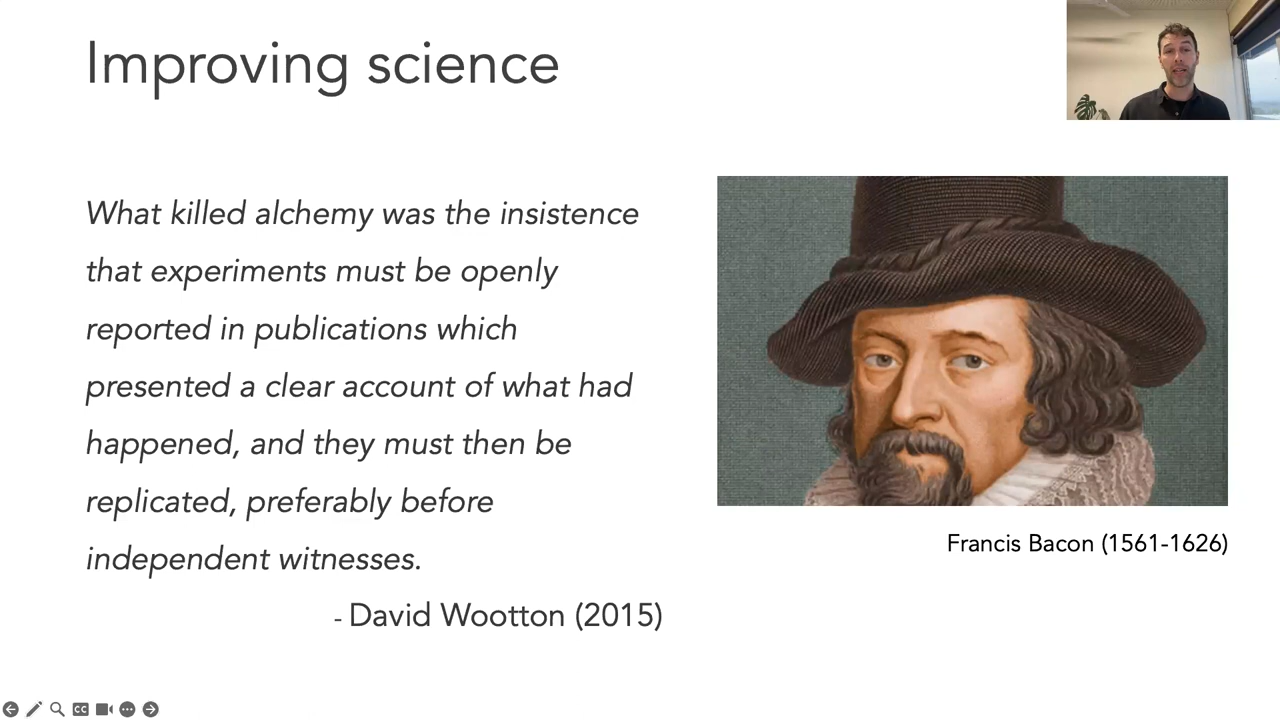 Improving science
What killed alchemy was the insistence
that experiments must be openly
reported in publications which
presented a clear account of what had
happened, and they must then be
replicated, preferably before
independent witnesses.
- David Wootton (2015)
Francis Bacon (1561-1626)
CC